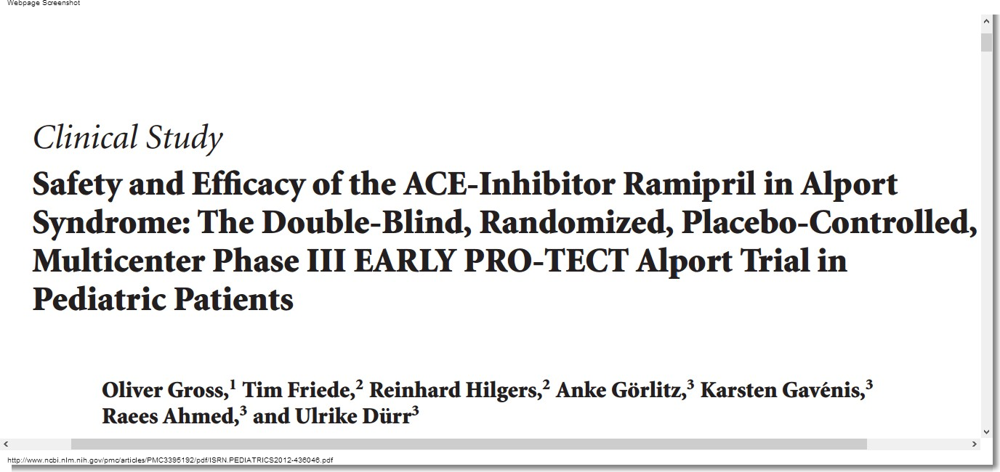 Webpage Screenshot
Clinical Study
Safety and Efficacy of the ACE-Inhibitor Ramipril in Alport
Syndrome: The Double-Blind, Randomized, Placebo-Controlled,
Multicenter Phase III EARLY PRO-TECT Alport Trial in
Pediatric Patients
Oliver Gross,1 Tim Friede,2 Reinhard Hilgers,2 Anke Görlitz,3 Karsten Gavénis,3
Raees Ahmed,3 and Ulrike Dürr3
http://www.ncbi.nlm.nih.gov/pmc/articles/PMC3395192/pdf/ISRN.PEDIATRICS2012-436046.pdf